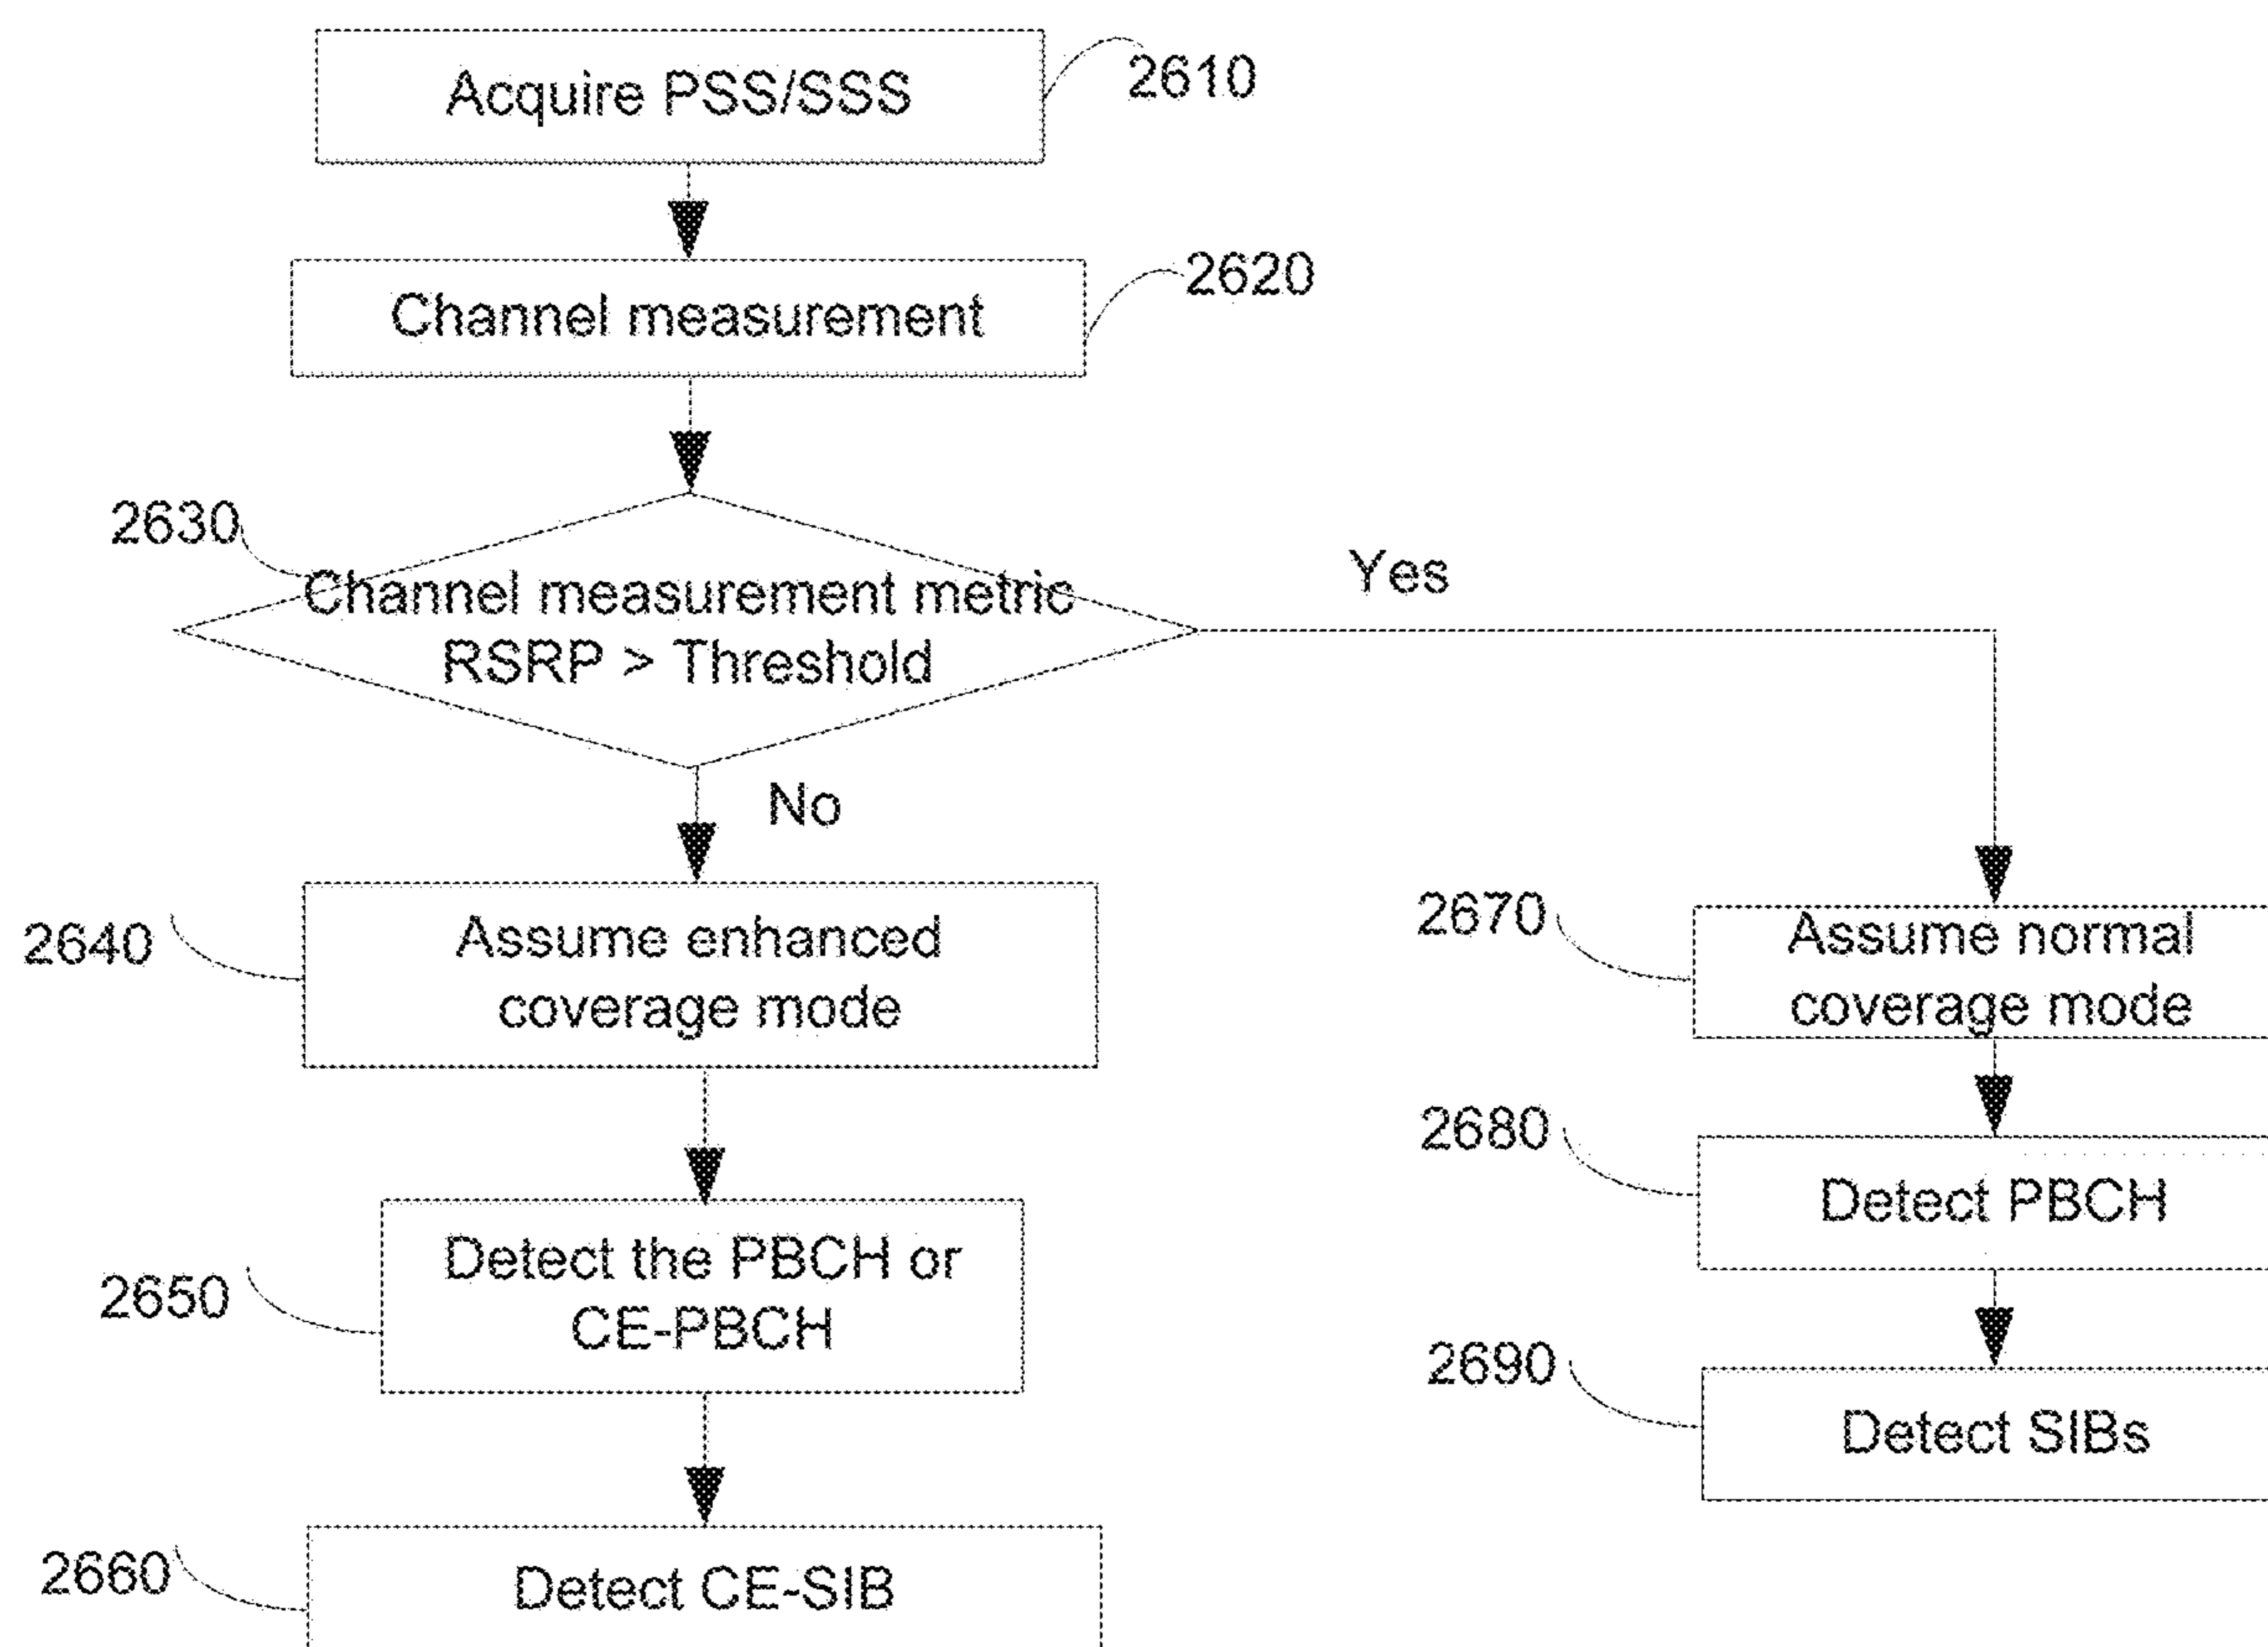 Acquire PSS/SSS
2610
Channel measurement
2620
2630
Channel measurement metric
RSRP > Threshold
Yes
No
2640
Assume enhanced
coverage mode
2670
Assume normal
coverage mode
2650
Detect the PBCH or
CE-PBCH
2680
Detect PBCH
2660
Detect CE-SIB
2690
Detect SIBs